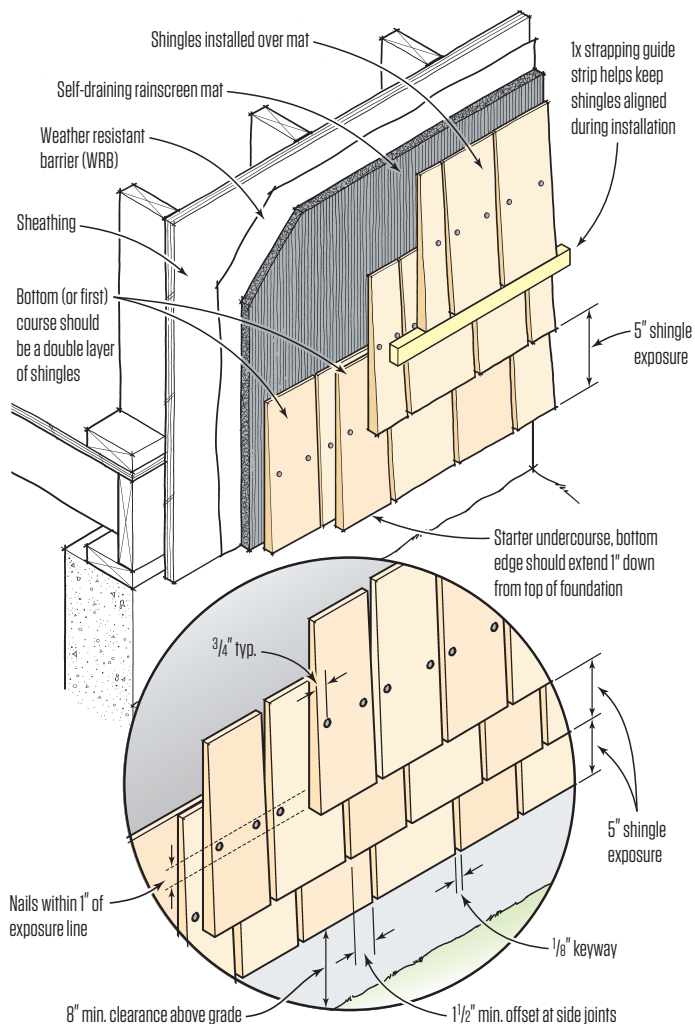 Shingles installed over mat
1x strapping guide
strip helps keep
shingles aligned
during installation
Self-draining rainscreen mat
Weather resistant
barrier (WRB)
Sheathing
Bottom (or first)
course should
be a double layer
of shingles
5" shingle
exposure
Starter undercourse, bottom
edge should extend 1" down
from top of foundation
3/4" typ.
5" shingle
exposure
Nails within 1" of
exposure line
1/8" keyway
8" min. clearance above grade
1 1/2" min. offset at side joints